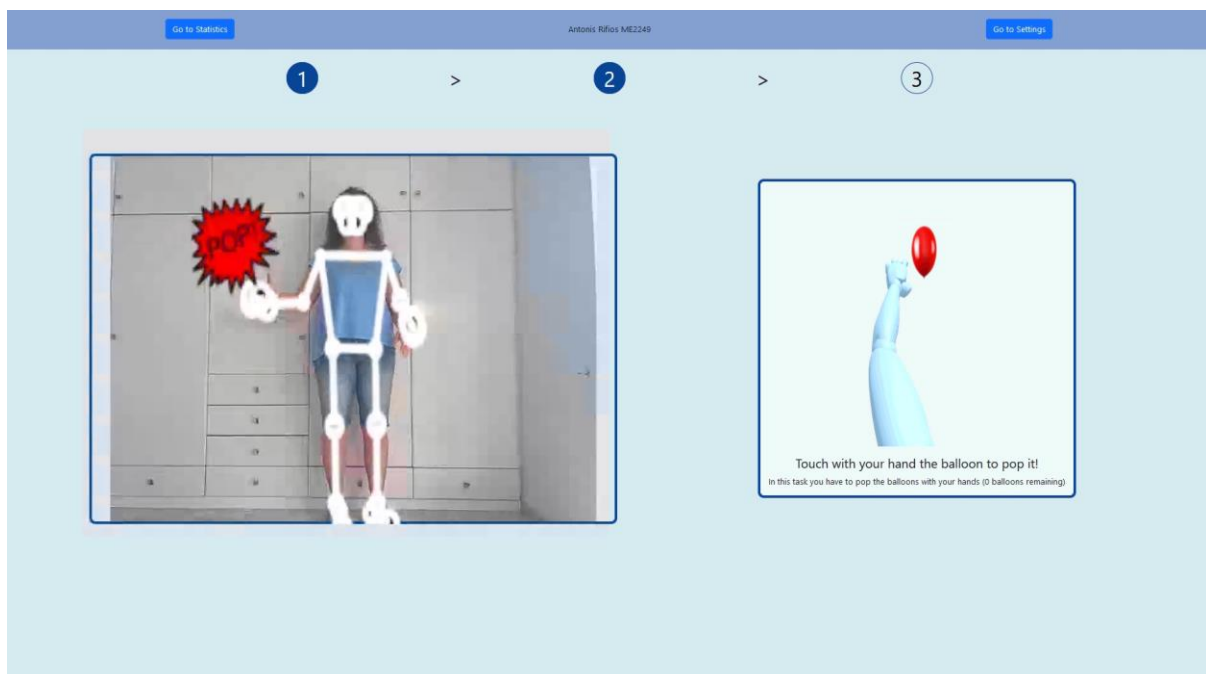 Go to Statistics
Antonis Rifios ME2249
Go to Settings
1 > 2 > 3
POP!
Touch with your hand the balloon to pop it!
In this task you have to pop the balloons with your hands (0 balloons remaining)